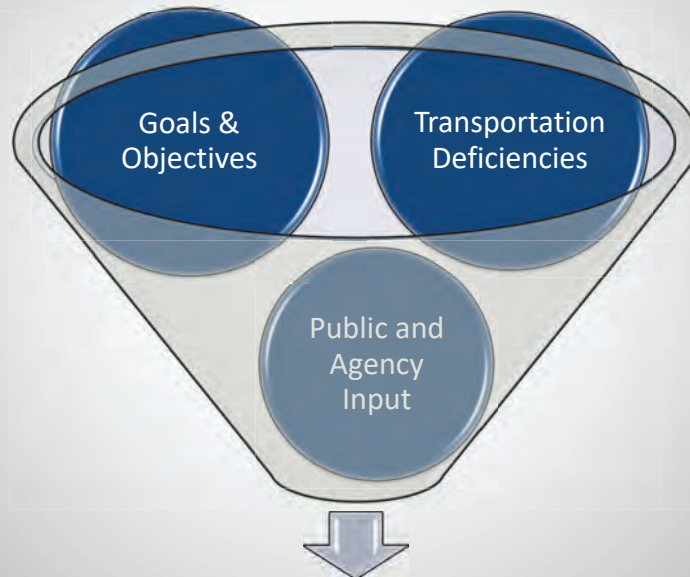 Goals &
Objectives
Transportation
Deficiencies
Public and
Agency
Input